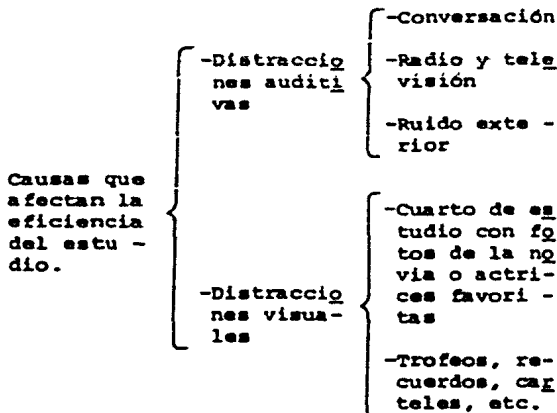 Causas que
afectan la
eficiencia
del estu -
dio.
-Distraccio
nes auditi
vas
-Conversación
-Radio y tele
visión
-Ruido exte -
rior
-Distraccio
nes visua-
les
-Cuarto de es
tudio con fo
tos de la no
via o actri-
ces favori -
tas
-Trofeos, re-
cuerdos, car
teles, etc.